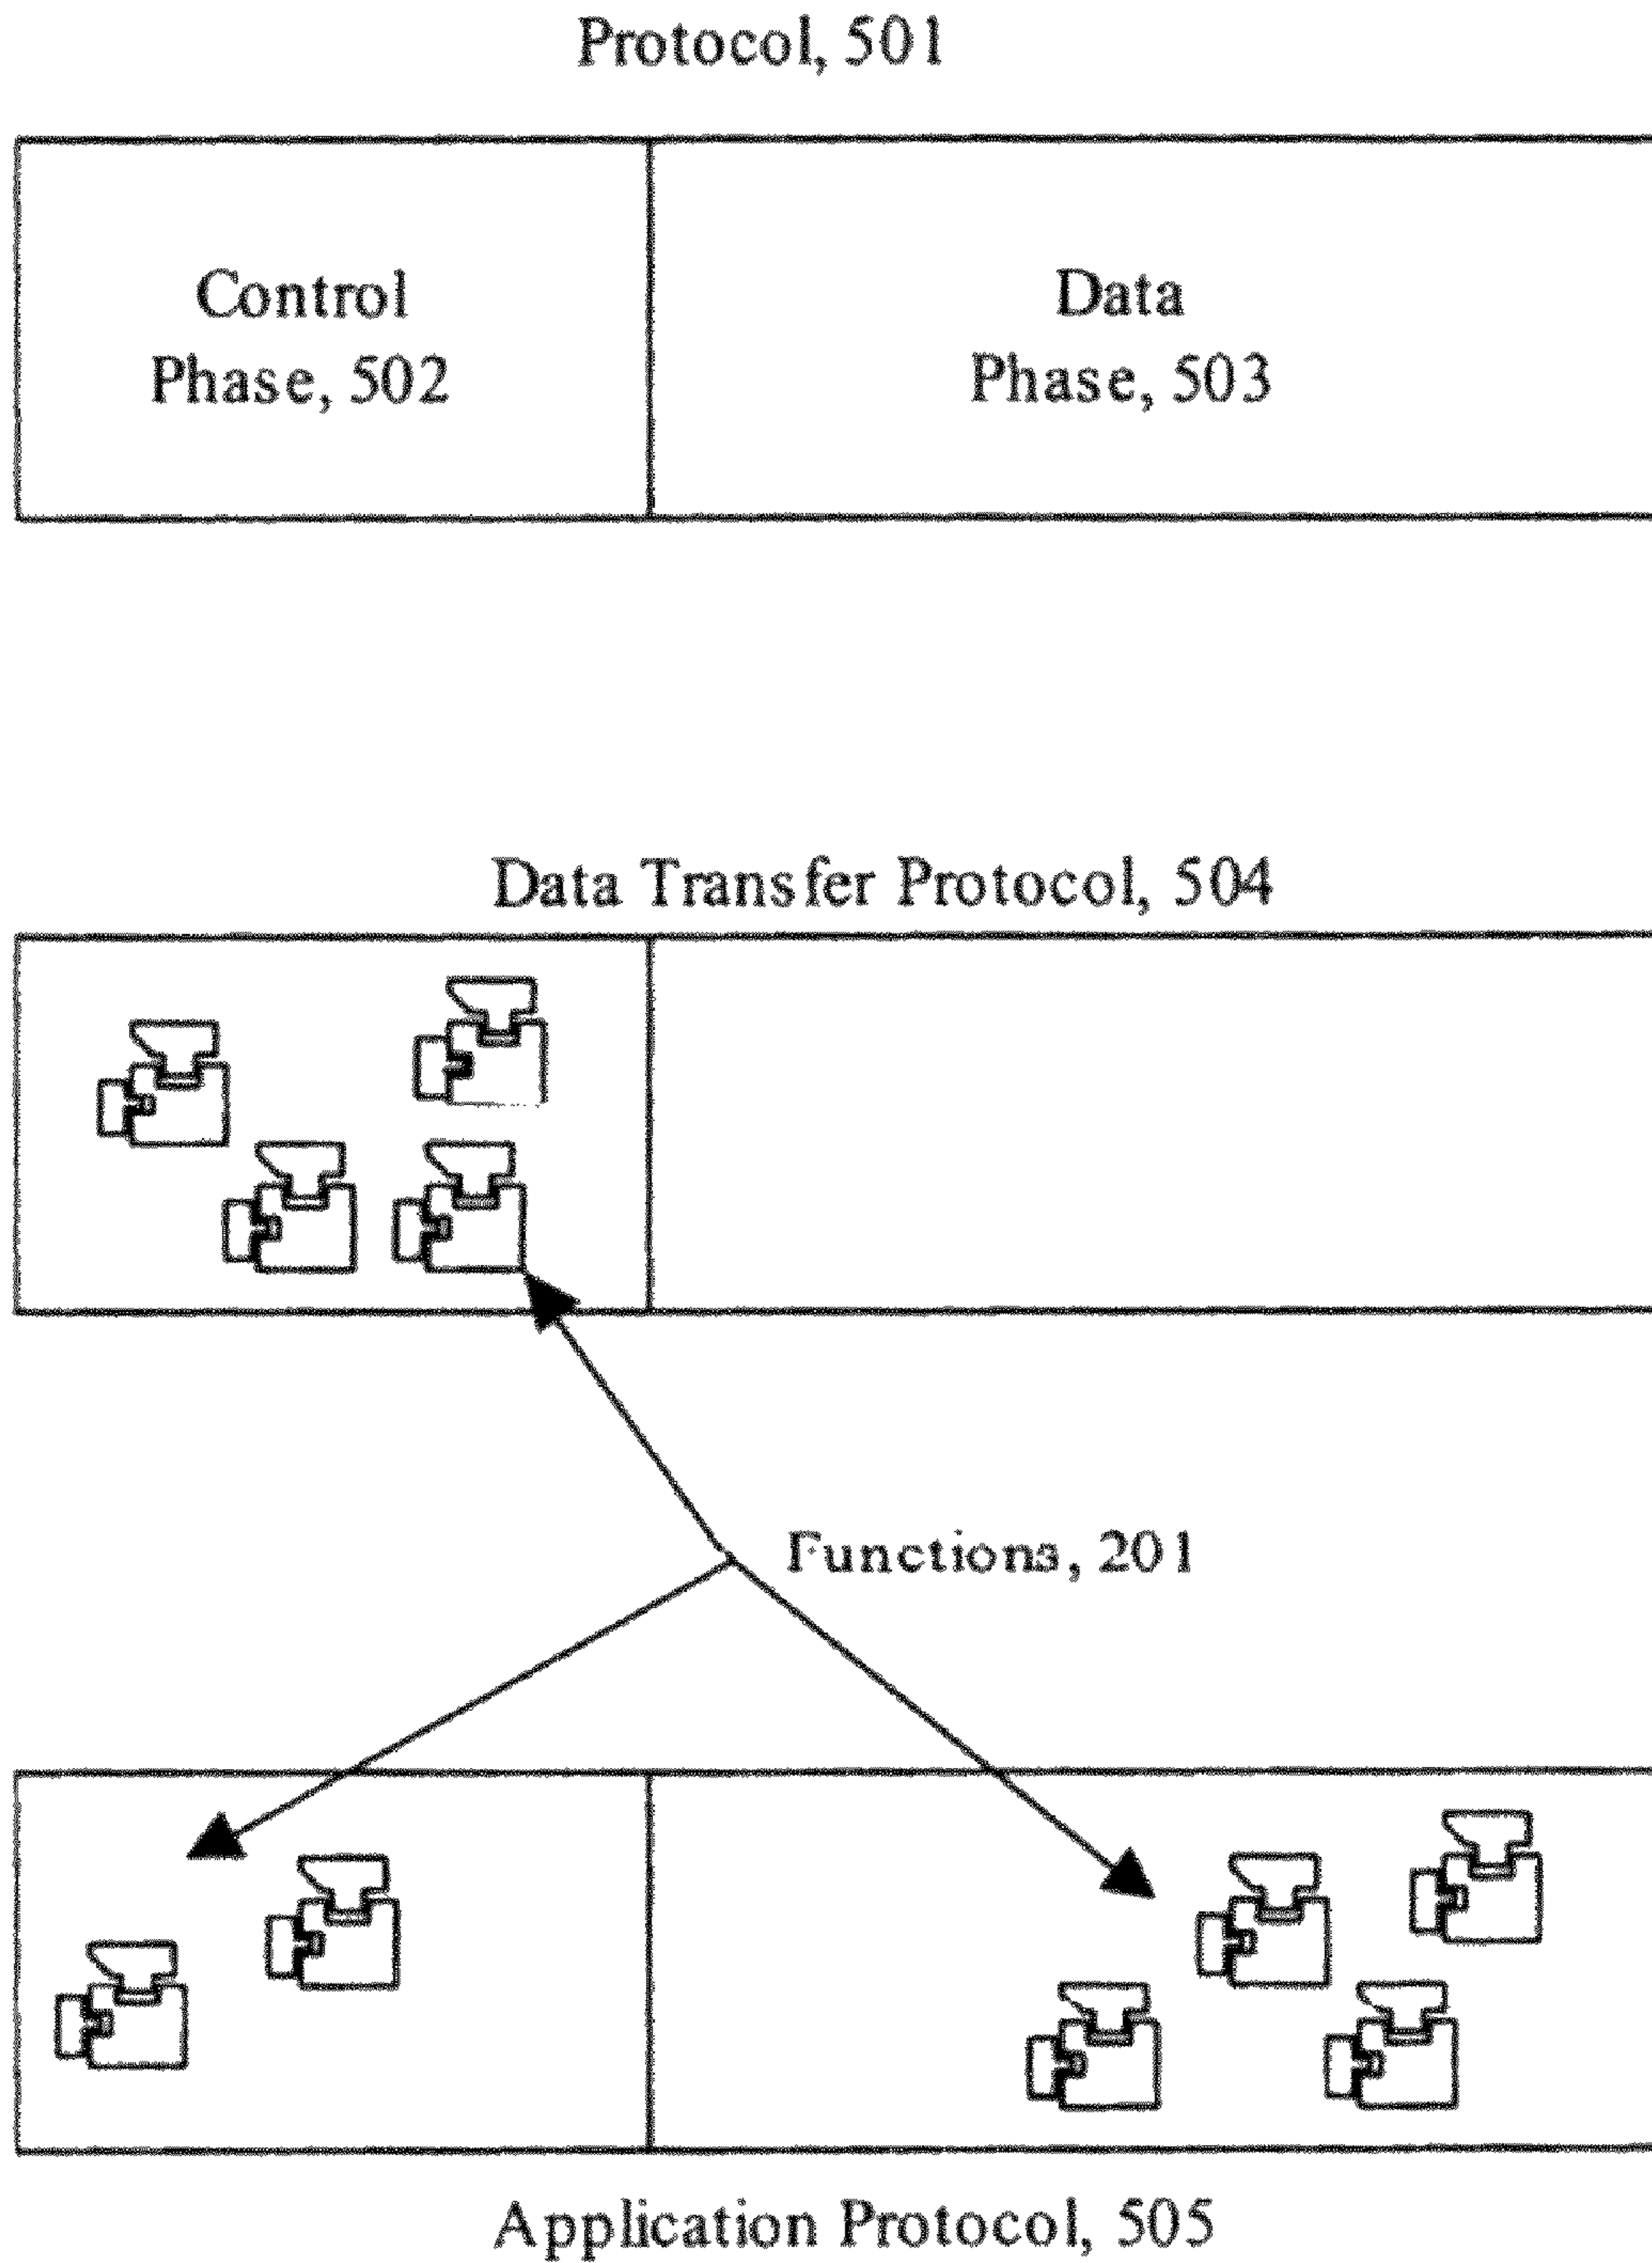 Protocol, 501
Control
Phase, 502
Data
Phase, 503
Data Transfer Protocol, 504
Functions, 201
Application Protocol, 505